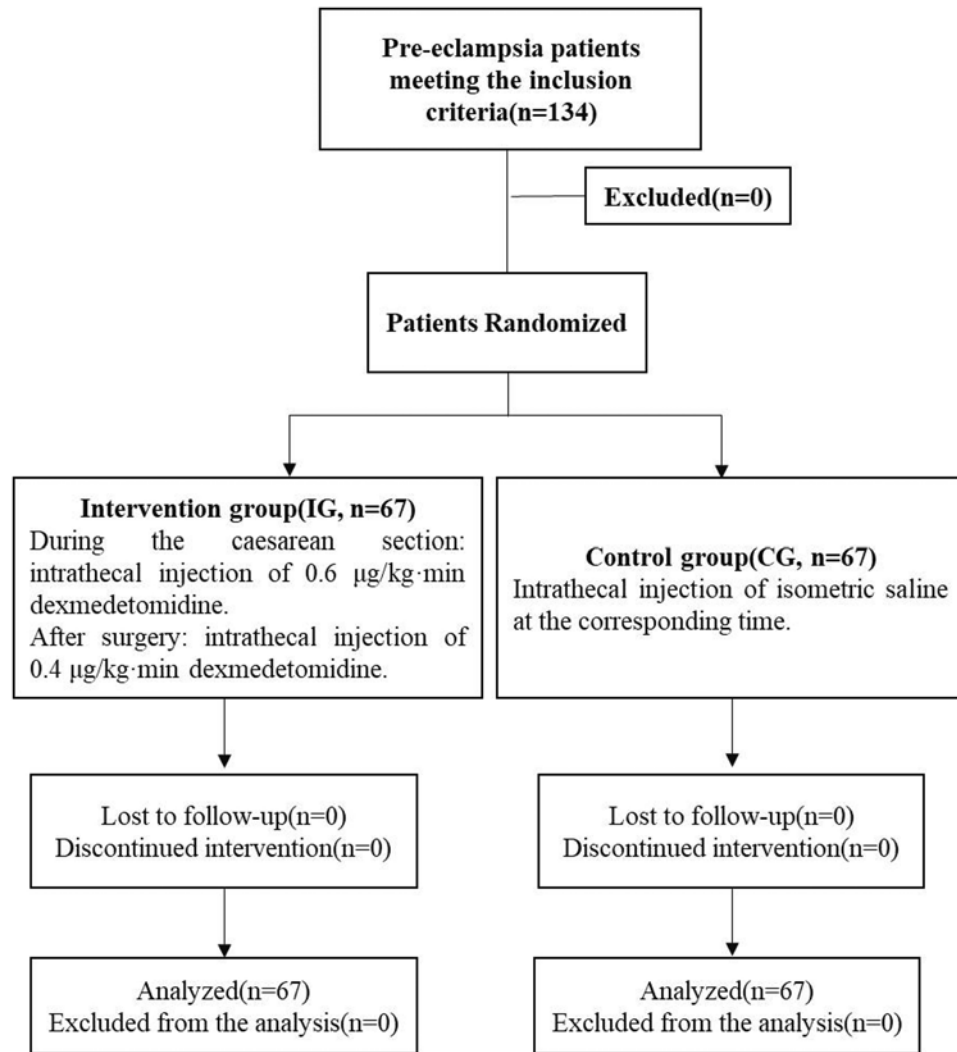 Pre-eclampsia patients
meeting the inclusion
criteria(n=134)
Excluded(n=0)
Patients Randomized
Intervention group(IG, n=67)
During the caesarean section:
intrathecal injection of 0.6 μg/kg·min
dexmedetomidine.
After surgery: intrathecal injection of
0.4 μg/kg·min dexmedetomidine.
Control group(CG, n=67)
Intrathecal injection of isometric saline
at the corresponding time.
Lost to follow-up(n=0)
Discontinued intervention(n=0)
Lost to follow-up(n=0)
Discontinued intervention(n=0)
Analyzed(n=67)
Excluded from the analysis(n=0)
Analyzed(n=67)
Excluded from the analysis(n=0)